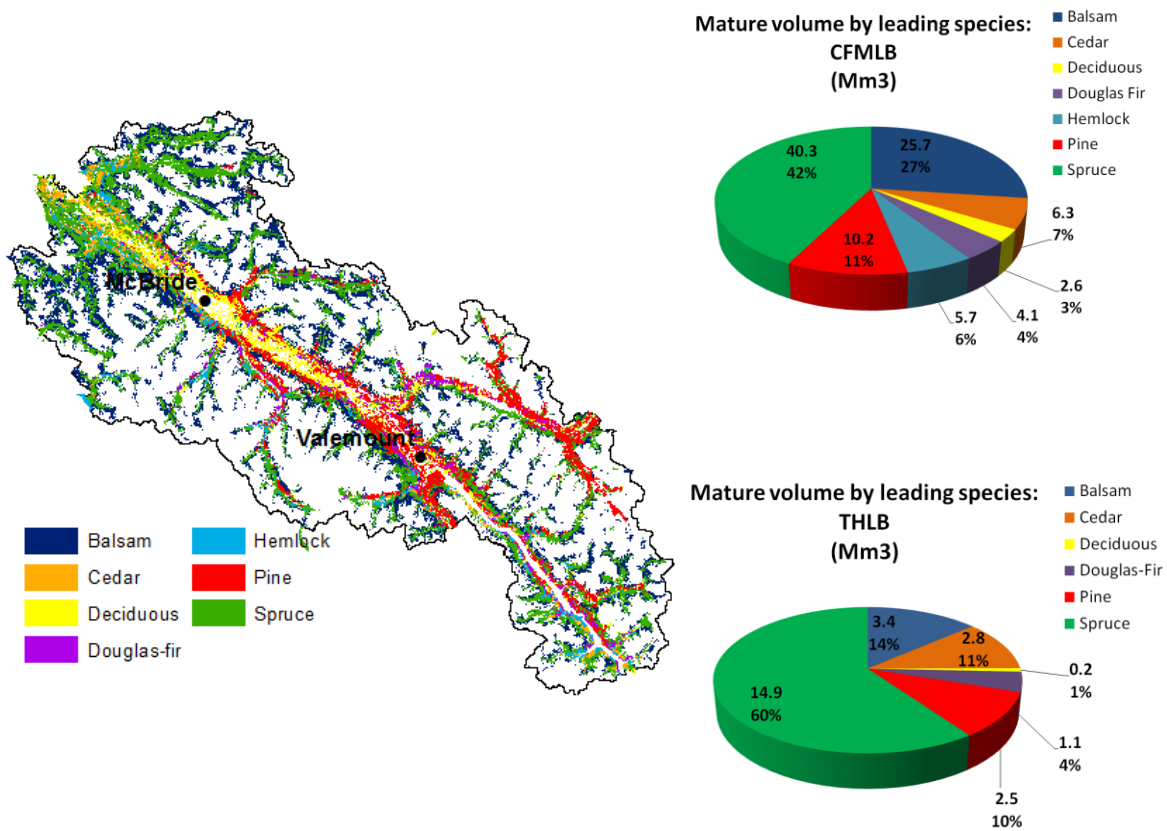 McBride
Valemount
Balsam
Cedar
Deciduous
Douglas-fir
Hemlock
Pine
Spruce
Mature volume by leading species:
CFMLB
(Mm3)
Balsam
Cedar
Deciduous
Douglas Fir
Hemlock
Pine
Spruce
25.7
27%
6.3
7%
2.6
3%
4.1
4%
5.7
6%
10.2
11%
40.3
42%
Mature volume by leading species:
THLB
(Mm3)
Balsam
Cedar
Deciduous
Douglas-Fir
Pine
Spruce
3.4
14%
2.8
11%
0.2
1%
1.1
4%
2.5
10%
14.9
60%